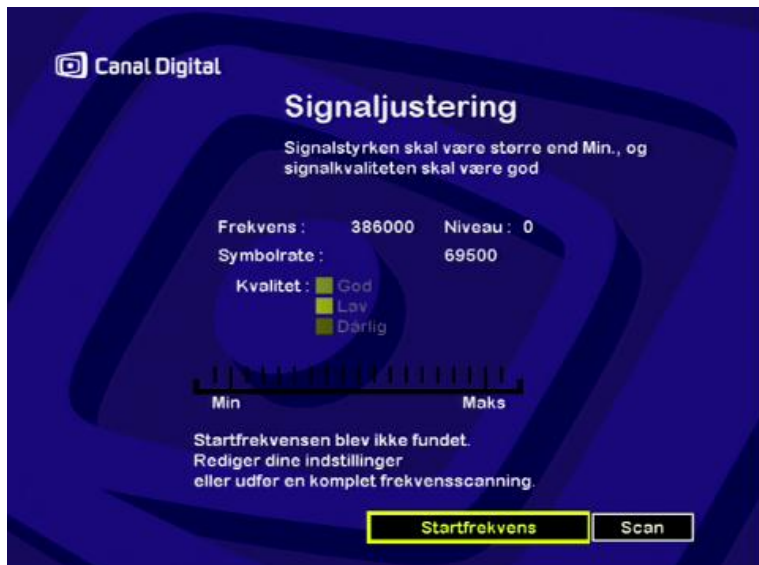 Canal Digital
Signaljustering
Signalstyrken skal være større end Min., og
signalkvaliteten skal være god
Frekvens : 386000 Niveau : 0
Symbolrate : 69500
Kvalitet : God
Lav
Dårlig
Min Maks
Startfrekvensen blev ikke fundet.
Rediger dine indstillinger
eller udfør en komplet frekvensscanning.
Startfrekvens Scan